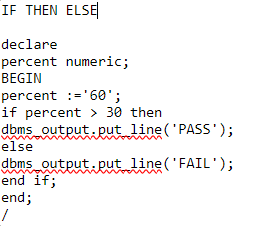 IF THEN ELSE
declare
percent numeric;
BEGIN
percent :='60';
if percent > 30 then
dbms_output.put_line('PASS');
else
dbms_output.put_line('FAIL');
end if;
end;
/